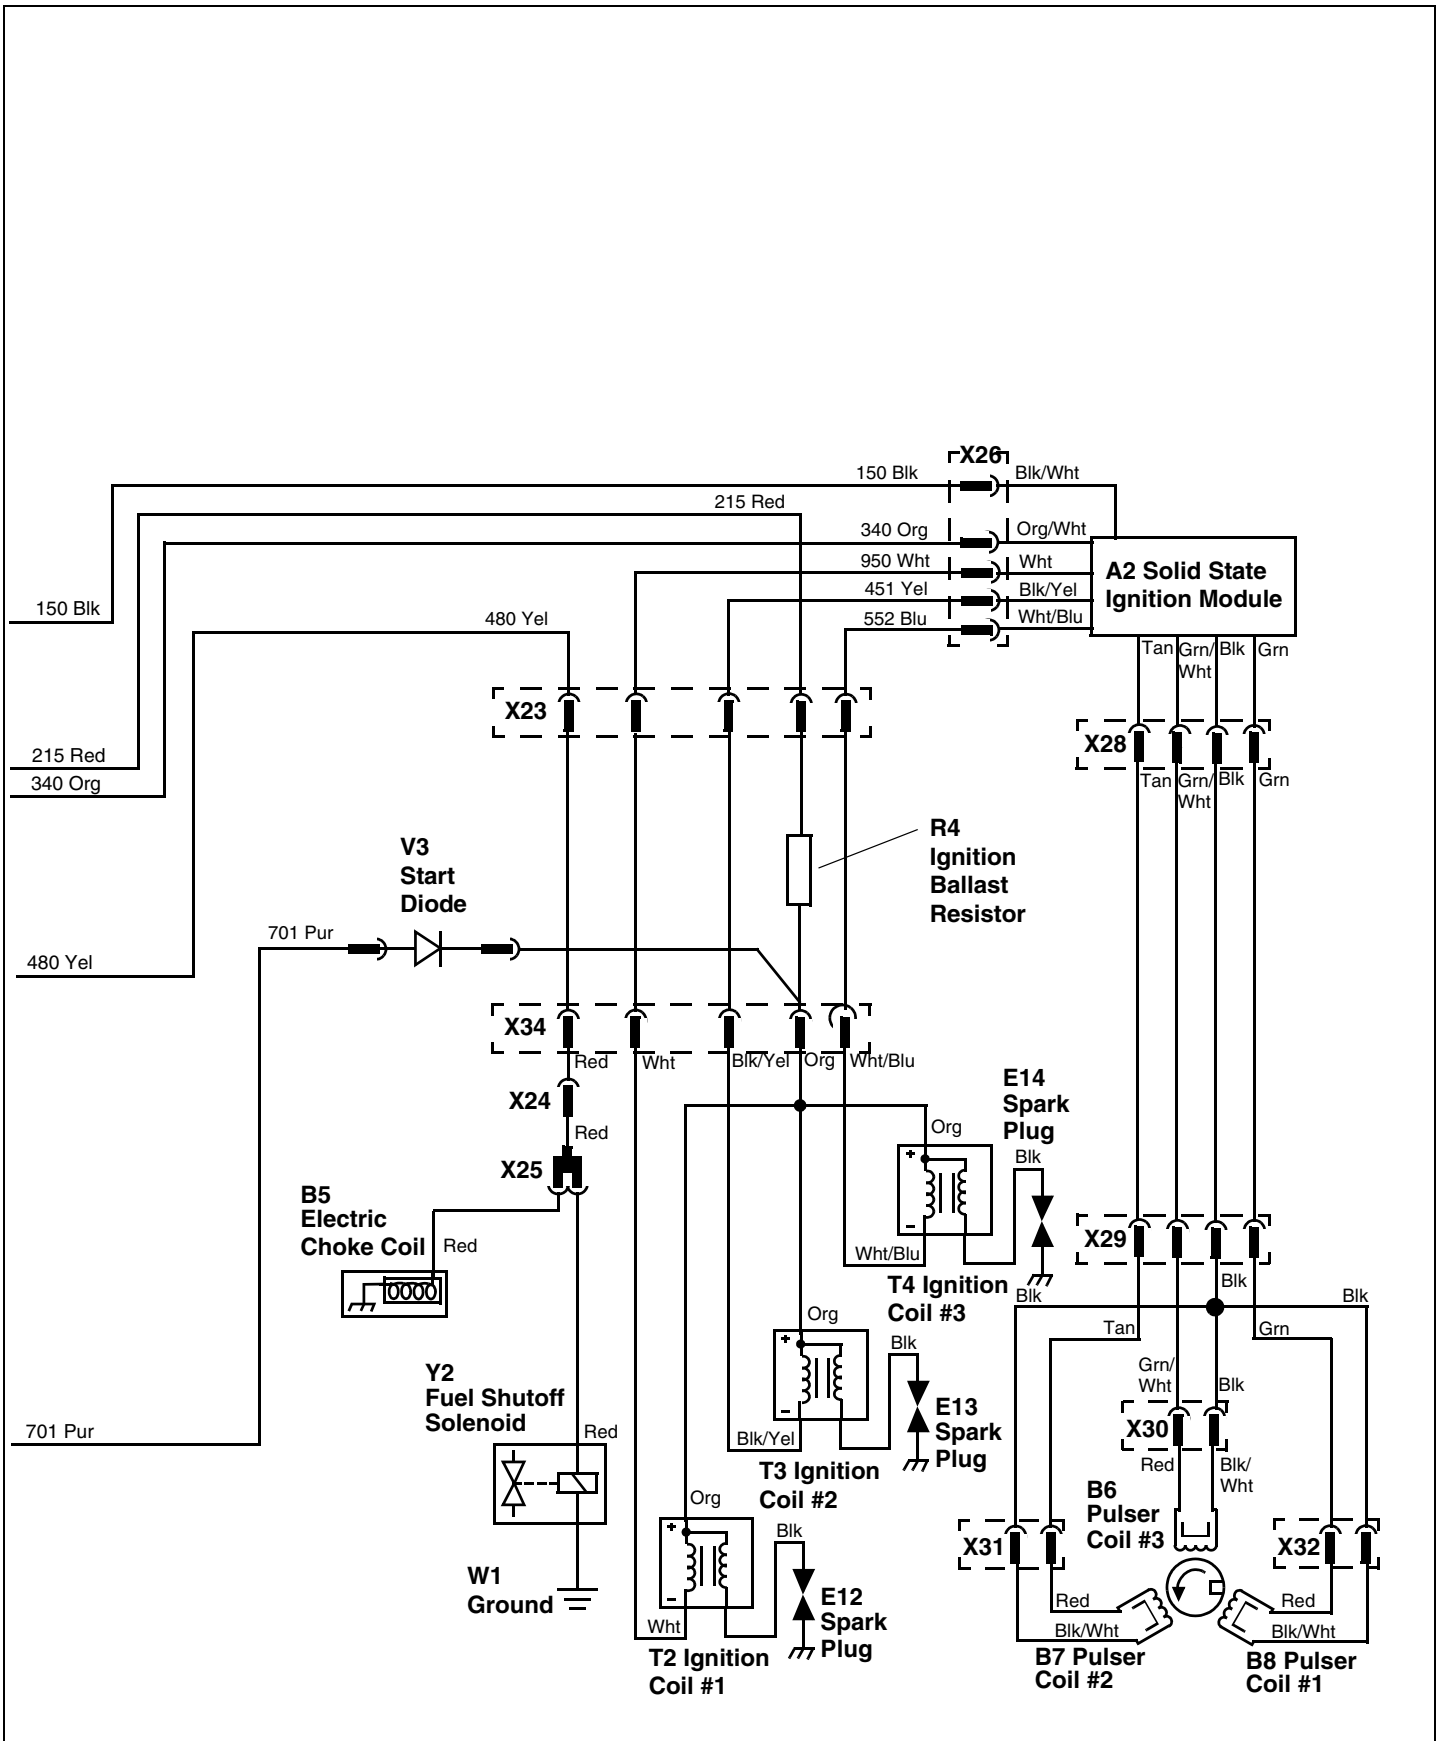 X26
150 Blk
Blk/Wht
215 Red
340 Org
Org/Wht
950 Wht
Wht
451 Yel
Blk/Yel
552 Blu
Wht/Blu
A2 Solid State
Ignition Module
150 Blk
480 Yel
Tan
Grn/
Wht
Blk
Grn
X23
X28
215 Red
340 Org
Tan
Grn/
Wht
Blk
Grn
R4
Ignition
Ballast
Resistor
V3
Start
Diode
701 Pur
480 Yel
X34
Red
Wht
Blk/Yel
Org
Wht/Blu
X24
Red
E14
Spark
Plug
Org
Blk
+
-
X25
B5
Electric
Choke Coil
Red
Wht/Blu
T4 Ignition
Coil #3
X29
Blk
Blk
Blk
Tan
Grn
Org
Blk
+
-
Grn/
Wht
Blk
Y2
Fuel Shutoff
Solenoid
Red
701 Pur
Blk/Yel
E13
Spark
Plug
X30
Red
Blk/
Wht
T3 Ignition
Coil #2
B6
Pulser
Coil #3
Org
Blk
+
-
X31
X32
W1
Ground
E12
Spark
Plug
Wht
T2 Ignition
Coil #1
Red
Blk/Wht
Red
Blk/Wht
B7 Pulser
Coil #2
B8 Pulser
Coil #1